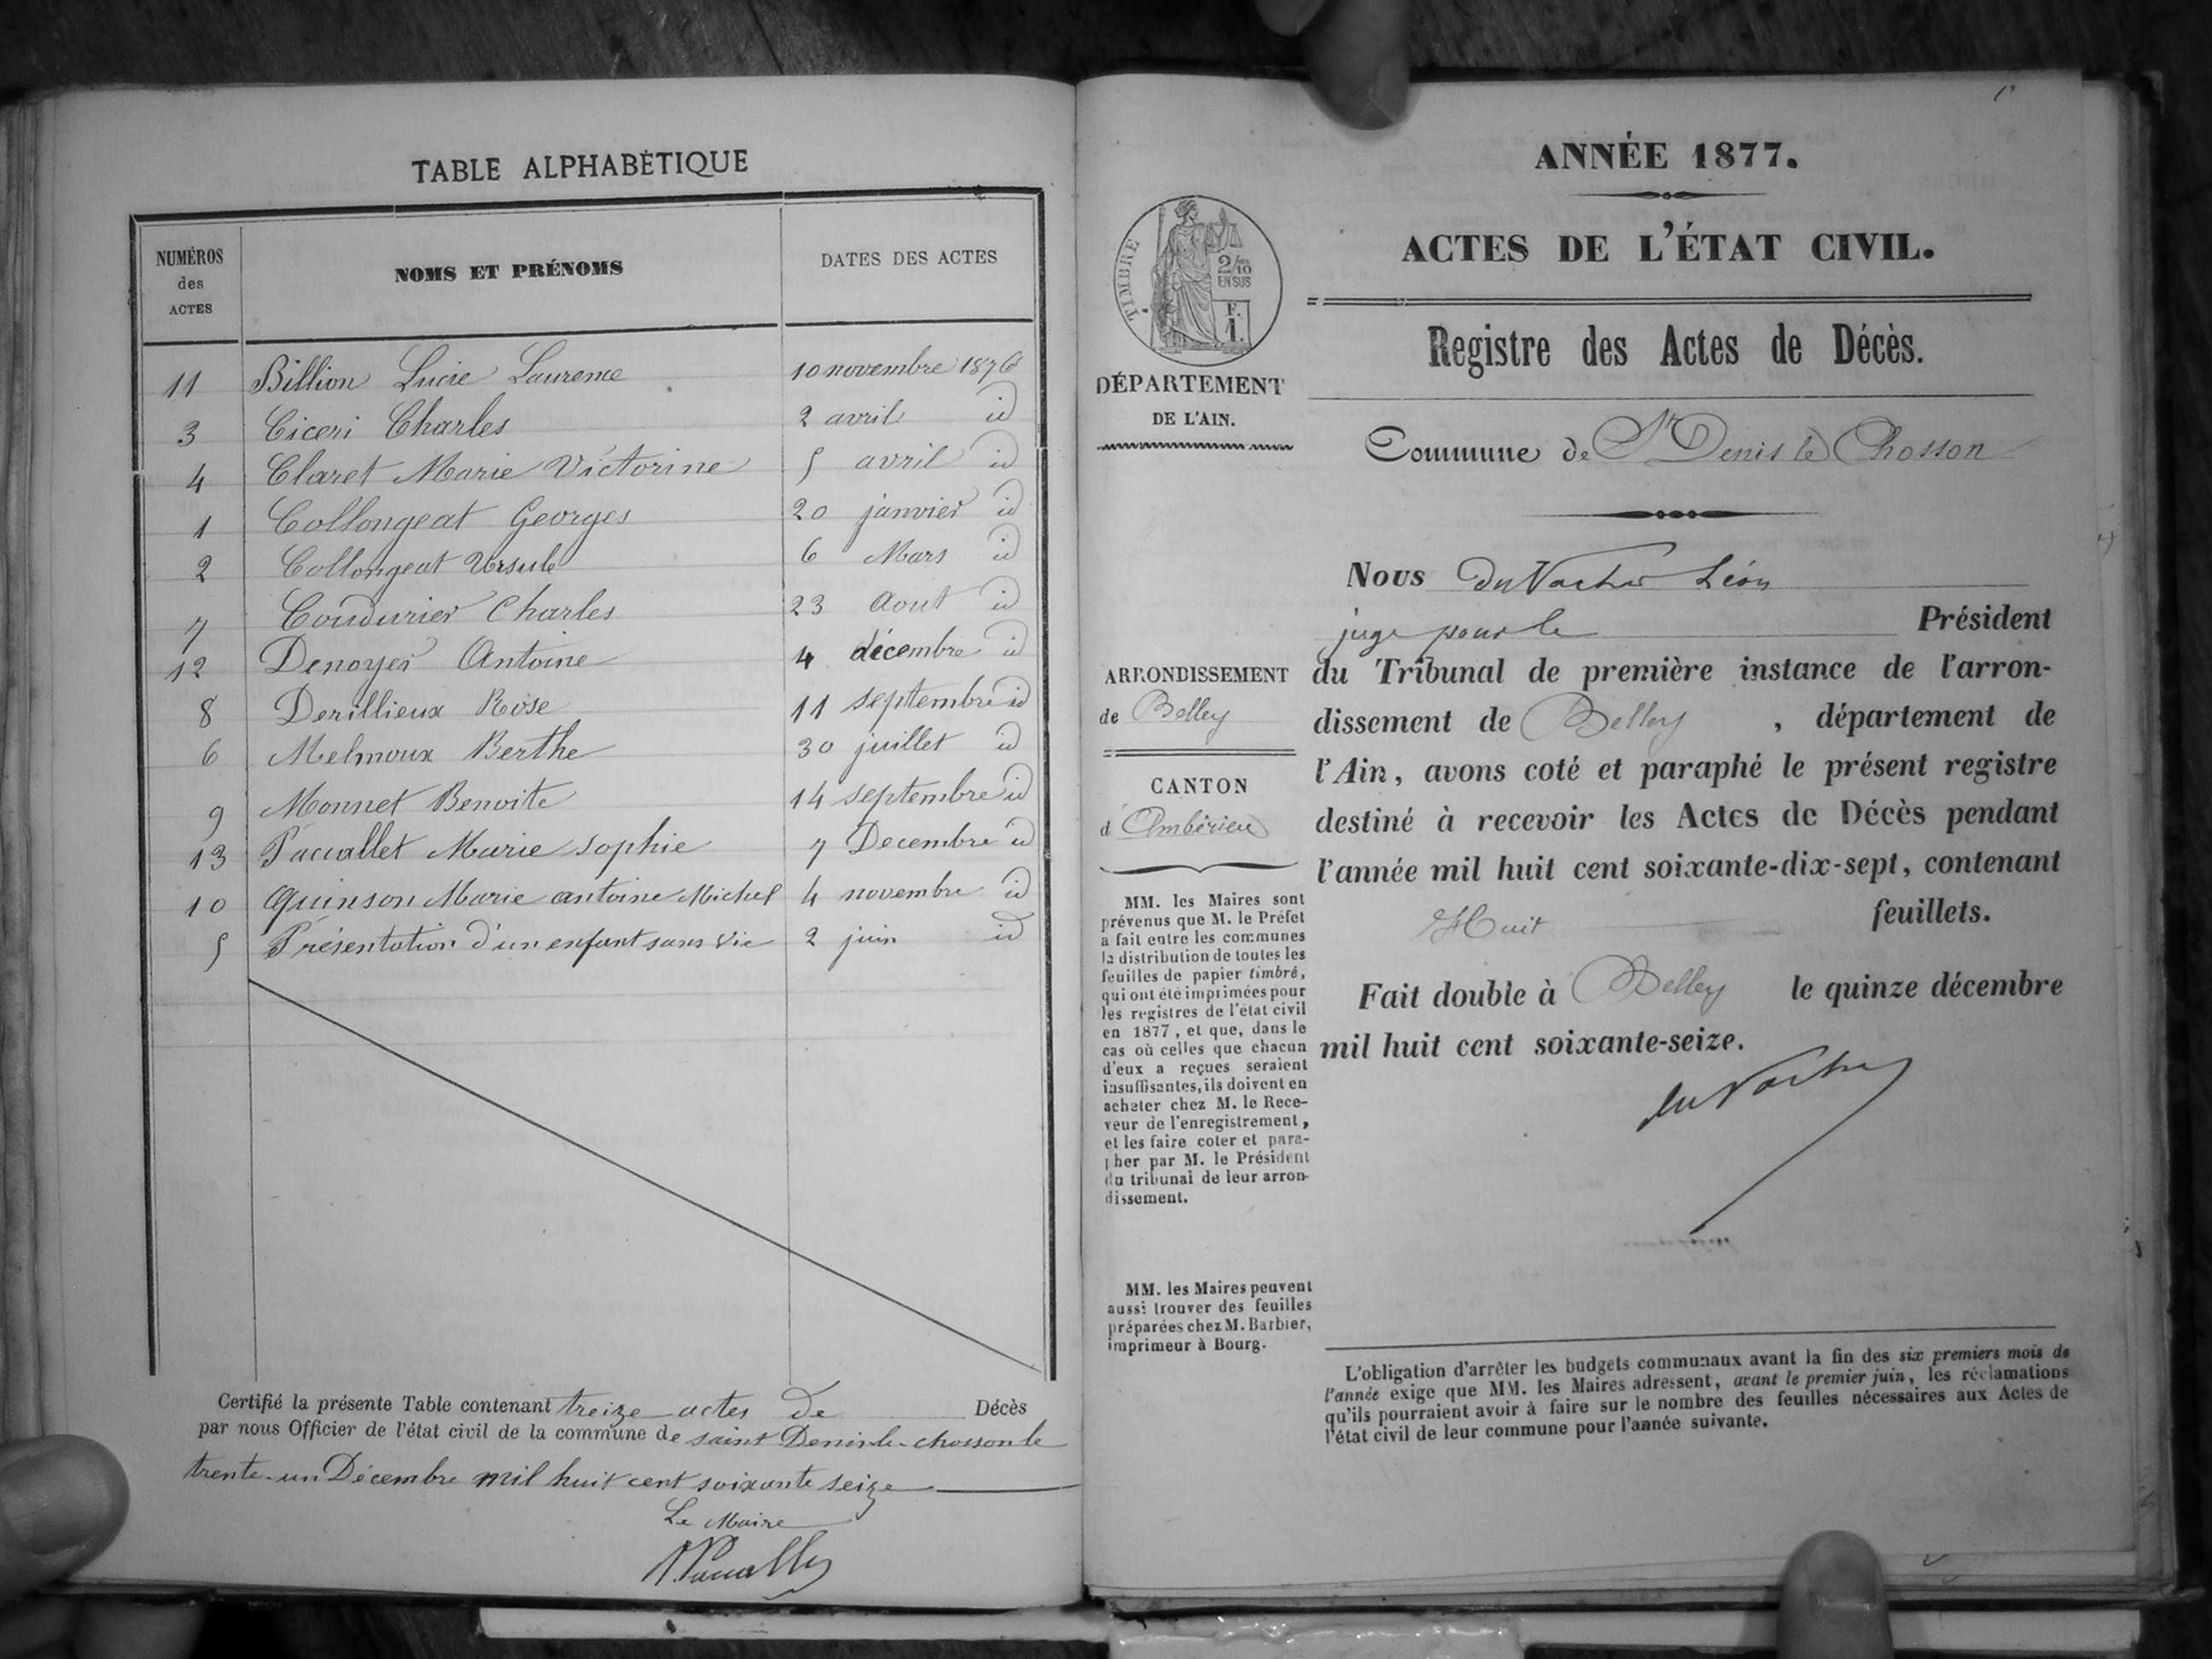 TABLE ALPHABÉTIQUE
NUMÉROS des ACTES NOMS ET PRÉNOMS DATES DES ACTES
11 Billion Lucie Laurence 10 novembre 1876
3 Ciceri Charles 2 avril id
4 Claret Marie Victorine 5 avril id
1 Collongeat Georges 20 janvier id
2 Collongeat Ursule 6 Mars id
7 Coudurier Charles 23 Aout id
12 Denoyer Antoine 4 décembre id
8 Derillieux Rose 11 septembre id
6 Melmoux Berthe 30 juillet id
9 Monnet Benoite 14 septembre id
13 Paccallet Marie Sophie 7 Decembre id
10 Quinson Marie antoine Michel 4 novembre id
5 Présentation d'un enfant sans vie 2 juin id
Certifié la présente Table contenant treize actes De Décès
par nous Officier de l'état civil de la commune de saint Denis le chosson le
trente-un Décembre mil huit cent soixante seize
Le Maire
1er
ANNÉE 1877.
ACTES DE L'ÉTAT CIVIL.
TIMBRE
2/10
EN SUS
F.
1.
DÉPARTEMENT
DE L'AIN.
Registre des Actes de Décès.
Commune de St Denis le Chosson
Nous du Vachat Léon
juge pour le Président
ARRONDISSEMENT
de Belley
du Tribunal de première instance de l'arron-
dissement de Belley , département de
l'Ain, avons coté et paraphé le présent registre
destiné à recevoir les Actes de Décès pendant
l'année mil huit cent soixante-dix-sept, contenant
Huit feuillets.
Fait double à Belley le quinze décembre
mil huit cent soixante-seize.
du Vachat
CANTON
d'Ambérieu
MM. les Maires sont
prévenus que M. le Préfet
a fait entre les communes
la distribution de toutes les
feuilles de papier timbré,
qui ont été imprimées pour
les registres de l'état civil
en 1877, et que, dans le
cas où celles que chacun
d'eux a reçues seraient
insuffisantes, ils doivent en
acheter chez M. le Rece-
veur de l'enregistrement,
et les faire coter et para-
pher par M. le Président
du tribunal de leur arron-
dissement.
MM. les Maires peuvent
aussi trouver des feuilles
préparées chez M. Barbier,
imprimeur à Bourg.
L'obligation d'arrêter les budgets communaux avant la fin des six premiers mois de
l'année exige que MM. les Maires adressent, avant le premier juin, les réclamations
qu'ils pourraient avoir à faire sur le nombre des feuilles nécessaires aux Actes de
l'état civil de leur commune pour l'année suivante.